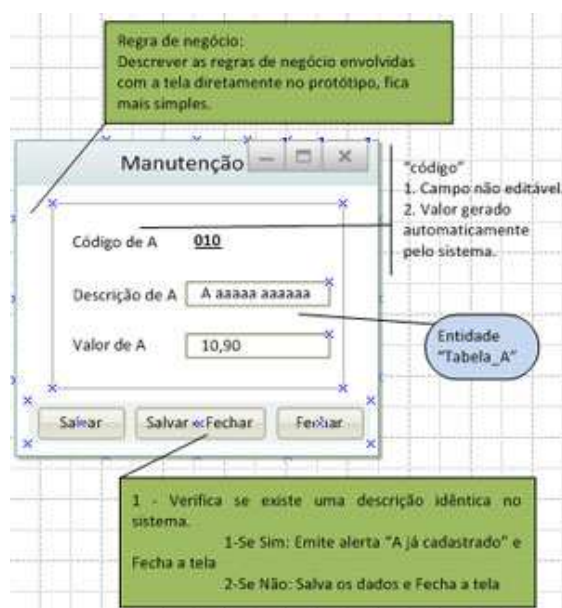 Regra de negócio:
Descrever as regras de negócio envolvidas
com a tela diretamente no protótipo, fica
mais simples.
Manutenção
"código"
1. Campo não editável.
2. Valor gerado
automaticamente
pelo sistema.
Código de A 010
Descrição de A A aaaaa aaaaaa
Valor de A 10,90
Entidade
"Tabela_A"
Salvar Salvar e Fechar Fechar
1 - Verifica se existe uma descrição idêntica no
sistema.
1-Se Sim: Emite alerta "A já cadastrado" e
Fecha a tela
2-Se Não: Salva os dados e Fecha a tela